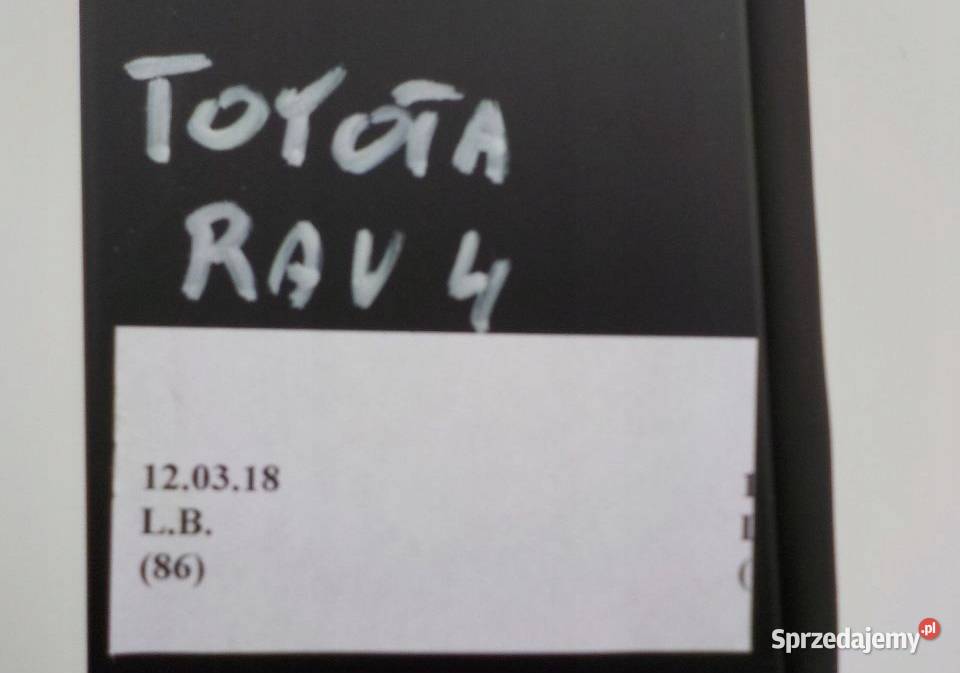 TOYOTA
RAV 4
12.03.18
L.B.
(86)
Sprzedajemy.pl